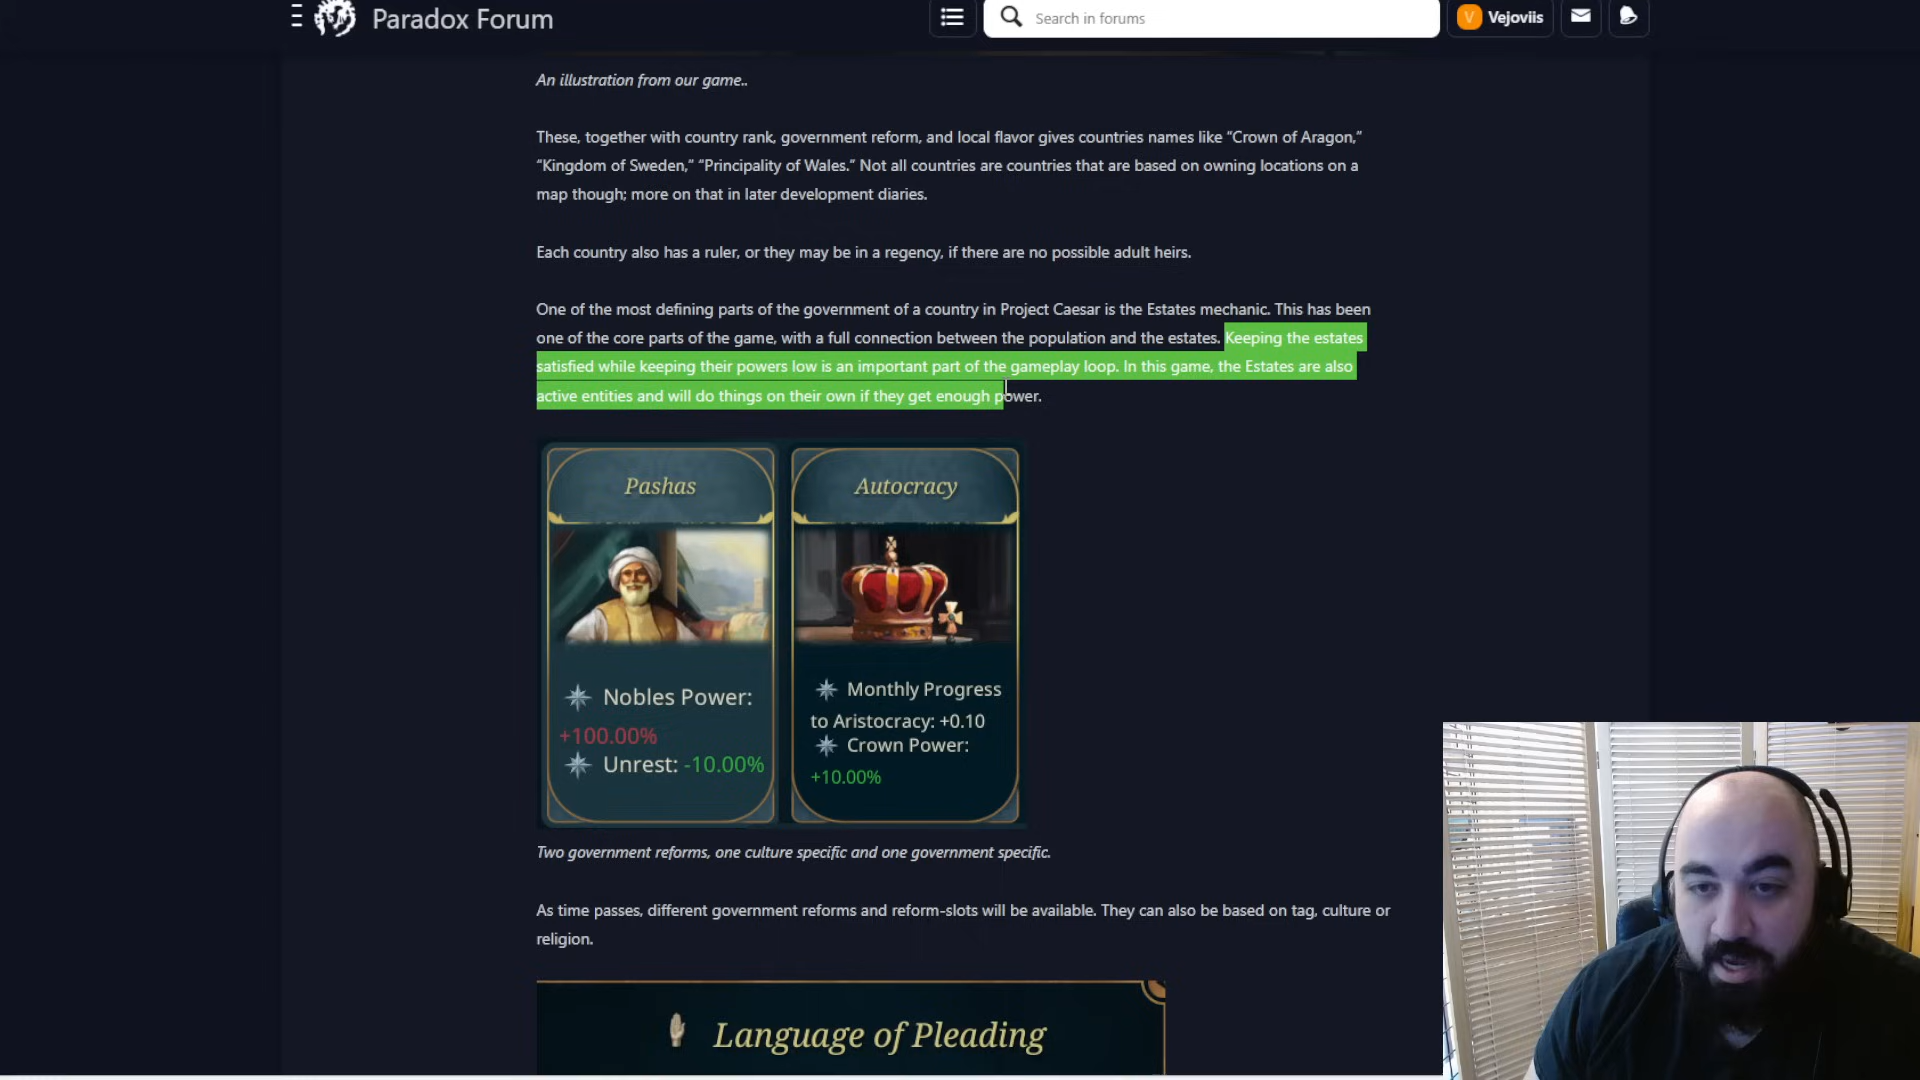 Paradox Forum
Search in forums
V
Vejoviis
An illustration from our game..
These, together with country rank, government reform, and local flavor gives countries names like “Crown of Aragon,”
“Kingdom of Sweden,” “Principality of Wales.” Not all countries are countries that are based on owning locations on a
map though; more on that in later development diaries.
Each country also has a ruler, or they may be in a regency, if there are no possible adult heirs.
One of the most defining parts of the government of a country in Project Caesar is the Estates mechanic. This has been
one of the core parts of the game, with a full connection between the population and the estates. Keeping the estates
satisfied while keeping their powers low is an important part of the gameplay loop. In this game, the Estates are also
active entities and will do things on their own if they get enough power.
Pashas
Nobles Power:
+100.00%
Unrest: -10.00%
Autocracy
Monthly Progress
to Aristocracy: +0.10
Crown Power:
+10.00%
Two government reforms, one culture specific and one government specific.
As time passes, different government reforms and reform-slots will be available. They can also be based on tag, culture or
religion.
Language of Pleading